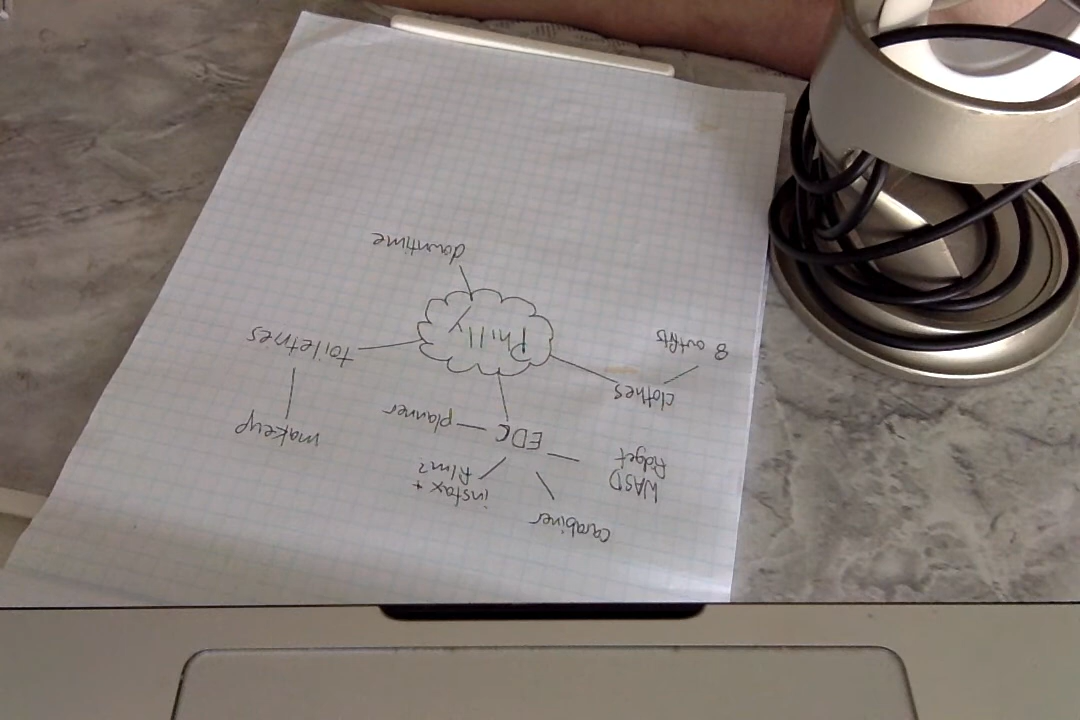 carabiner
WASD
fidget
instax +
film?
EDC
planner
makeup
clothes
8 outfits
Philly
toiletries
downtime